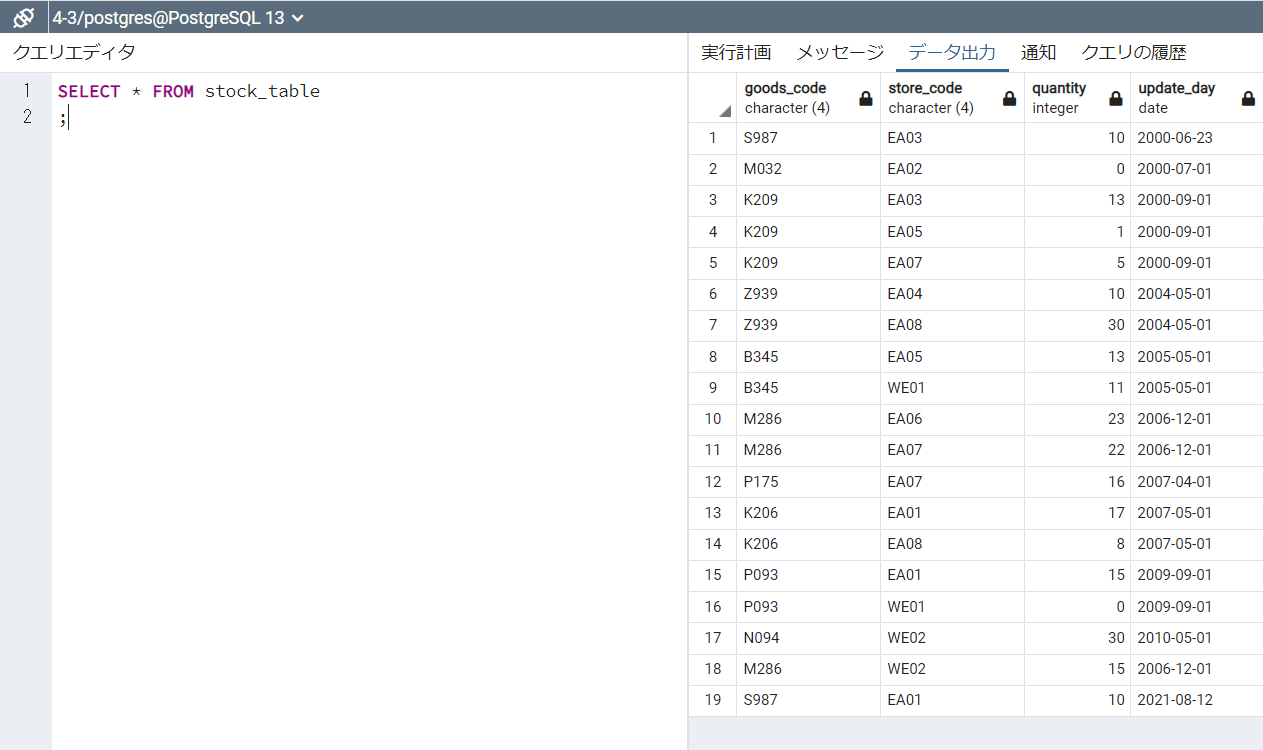 4-3/postgres@PostgreSQL 13
クエリエディタ
1 SELECT * FROM stock_table
2 ;
実行計画 メッセージ データ出力 通知 クエリの履歴
goods_code store_code quantity update_day
character (4) character (4) integer date
1 S987 EA03 10 2000-06-23
2 M032 EA02 0 2000-07-01
3 K209 EA03 13 2000-09-01
4 K209 EA05 1 2000-09-01
5 K209 EA07 5 2000-09-01
6 Z939 EA04 10 2004-05-01
7 Z939 EA08 30 2004-05-01
8 B345 EA05 13 2005-05-01
9 B345 WE01 11 2005-05-01
10 M286 EA06 23 2006-12-01
11 M286 EA07 22 2006-12-01
12 P175 EA07 16 2007-04-01
13 K206 EA01 17 2007-05-01
14 K206 EA08 8 2007-05-01
15 P093 EA01 15 2009-09-01
16 P093 WE01 0 2009-09-01
17 N094 WE02 30 2010-05-01
18 M286 WE02 15 2006-12-01
19 S987 EA01 10 2021-08-12